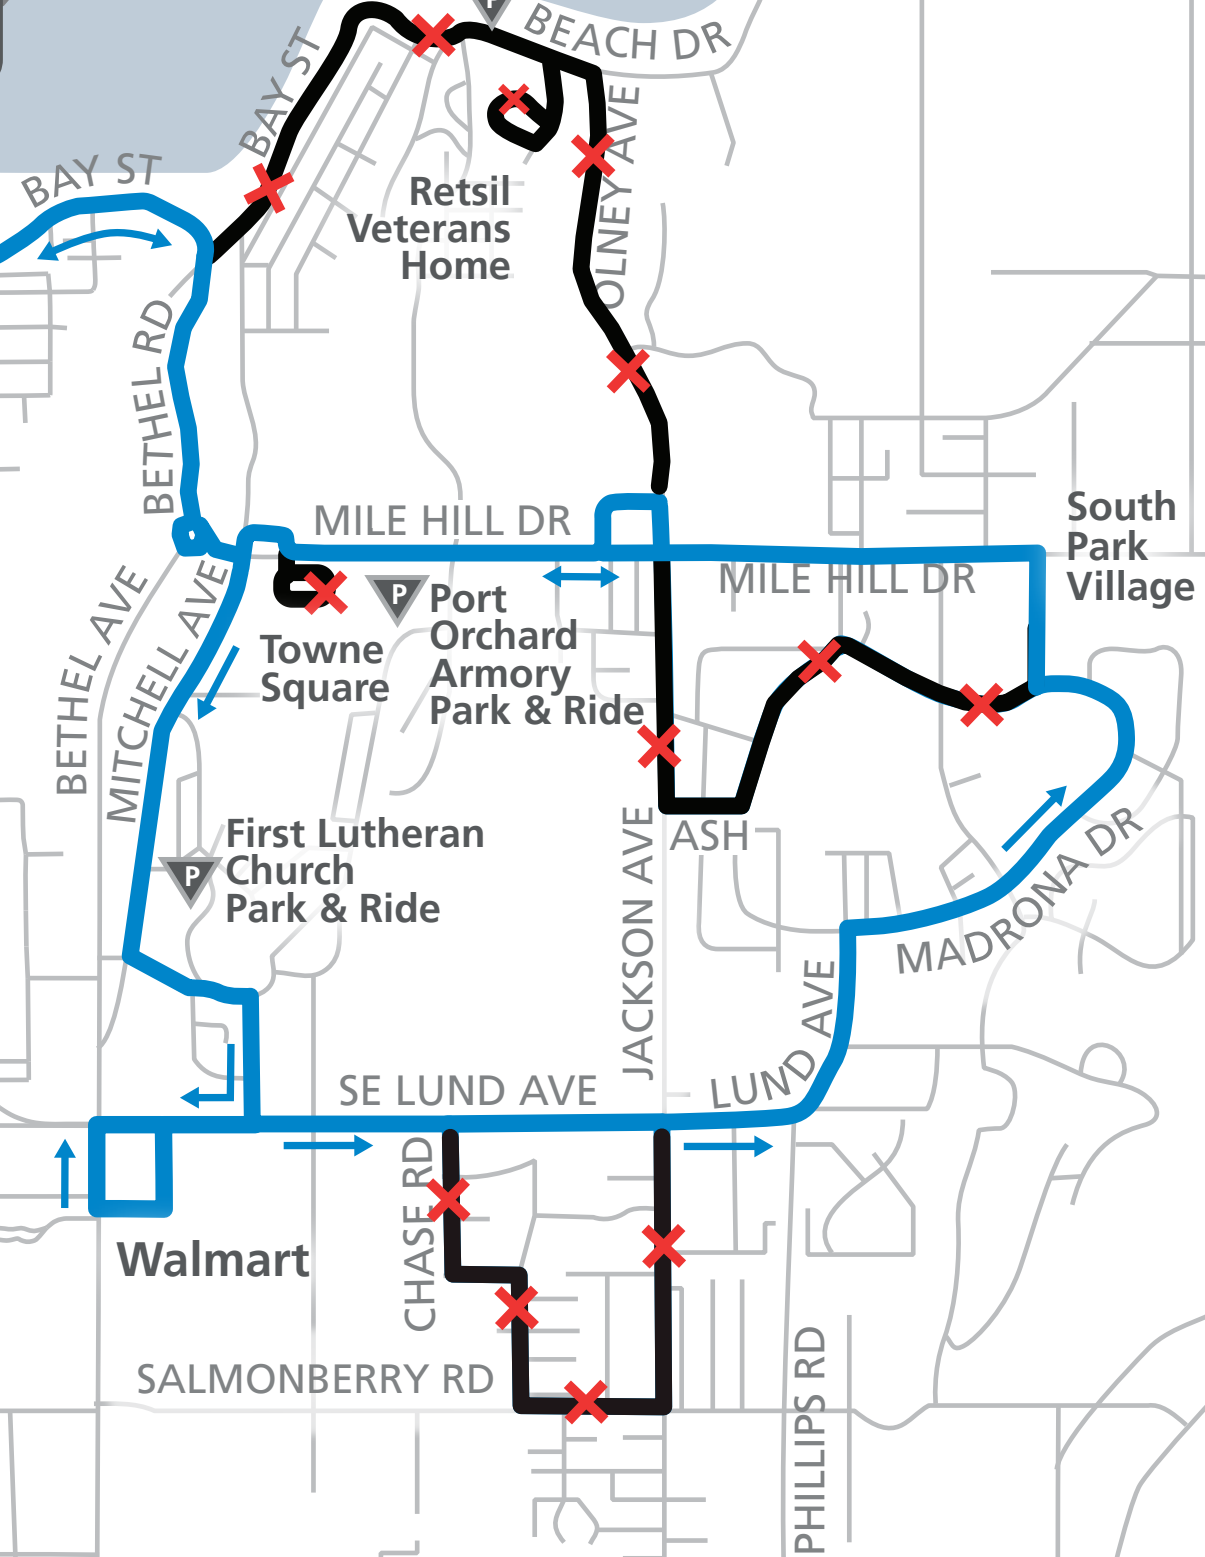 BEACH DR
BAY ST
BAY ST
OLNEY AVE
Retsil
Veterans
Home
BETHEL RD
MILE HILL DR
South
Park
Village
MILE HILL DR
P
Port
Orchard
Armory
Park & Ride
Towne
Square
BETHEL AVE
MITCHELL AVE
First Lutheran
Church
Park & Ride
P
ASH
JACKSON AVE
MADRONA DR
LUND AVE
SE LUND AVE
CHASE RD
Walmart
SALMONBERRY RD
PHILLIPS RD